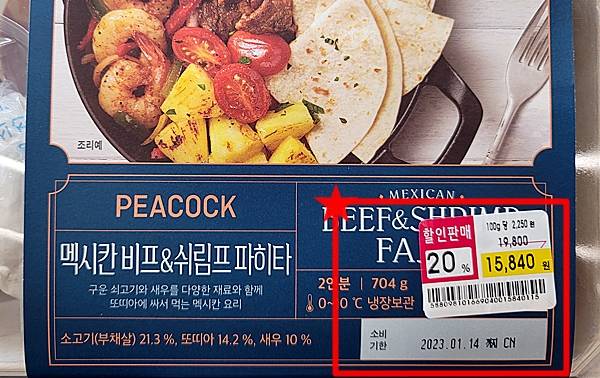 조리예
PEACOCK
멕시칸 비프&쉬림프 파히타
구운 쇠고기와 새우를 다양한 재료와 함께
또띠아에 싸서 먹는 멕시칸 요리
MEXICAN
BEEF&SHRIMP
FA
2인분 | 704 g
0~ ℃ 냉장보관
소고기(부채살) 21.3 %, 또띠아 14.2 %, 새우 10 %
할인판매
20 %
100g 당 2,250 원
19,800
15,840 원
소비
기한
2023.01.14 CN